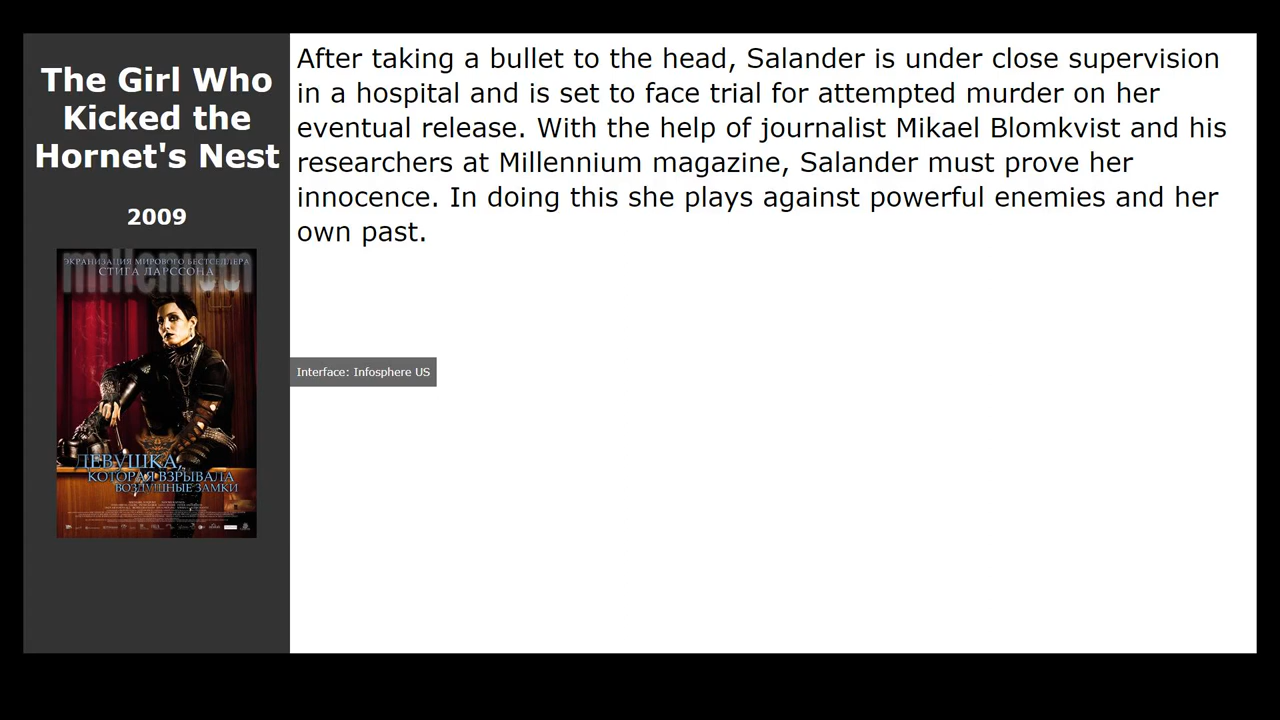 The Girl Who
Kicked the
Hornet's Nest
2009
millenium
ЭКРАНИЗАЦИЯ МИРОВОГО БЕСТСЕЛЛЕРА
СТИГА ЛАРССОНА
ДЕВУШКА,
КОТОРАЯ ВЗРЫВАЛА
ВОЗДУШНЫЕ ЗАМКИ
After taking a bullet to the head, Salander is under close supervision
in a hospital and is set to face trial for attempted murder on her
eventual release. With the help of journalist Mikael Blomkvist and his
researchers at Millennium magazine, Salander must prove her
innocence. In doing this she plays against powerful enemies and her
own past.
Interface: Infosphere US